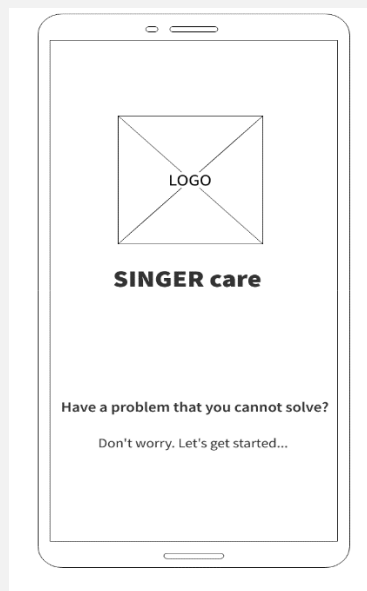 LOGO
SINGER care
Have a problem that you cannot solve?
Don't worry. Let's get started...